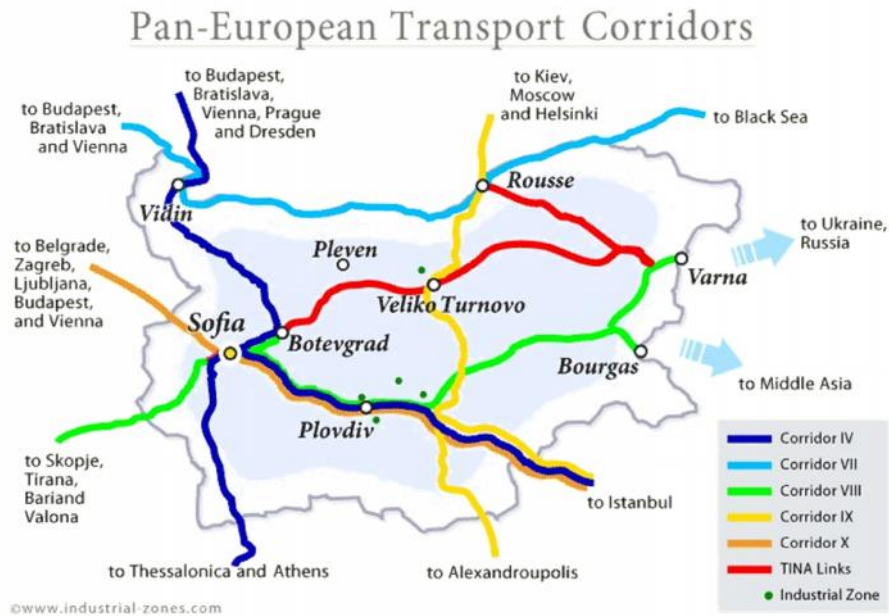 Pan-European Transport Corridors
to Budapest,
Bratislava,
Vienna, Prague
and Dresden
to Kiev,
Moscow
and Helsinki
to Budapest,
Bratislava
and Vienna
to Black Sea
Rousse
Vidin
to Ukraine,
Russia
Pleven
Varna
to Belgrade,
Zagreb,
Ljubljana,
Budapest,
and Vienna
Veliko Turnovo
Sofia
Botevgrad
Bourgas
to Middle Asia
Plovdiv
to Skopje,
Tirana,
Bariand
Valona
to Istanbul
to Thessalonica and Athens
to Alexandroupolis
Corridor IV
Corridor VII
Corridor VIII
Corridor IX
Corridor X
TINA Links
Industrial Zone
©www.industrial-zones.com